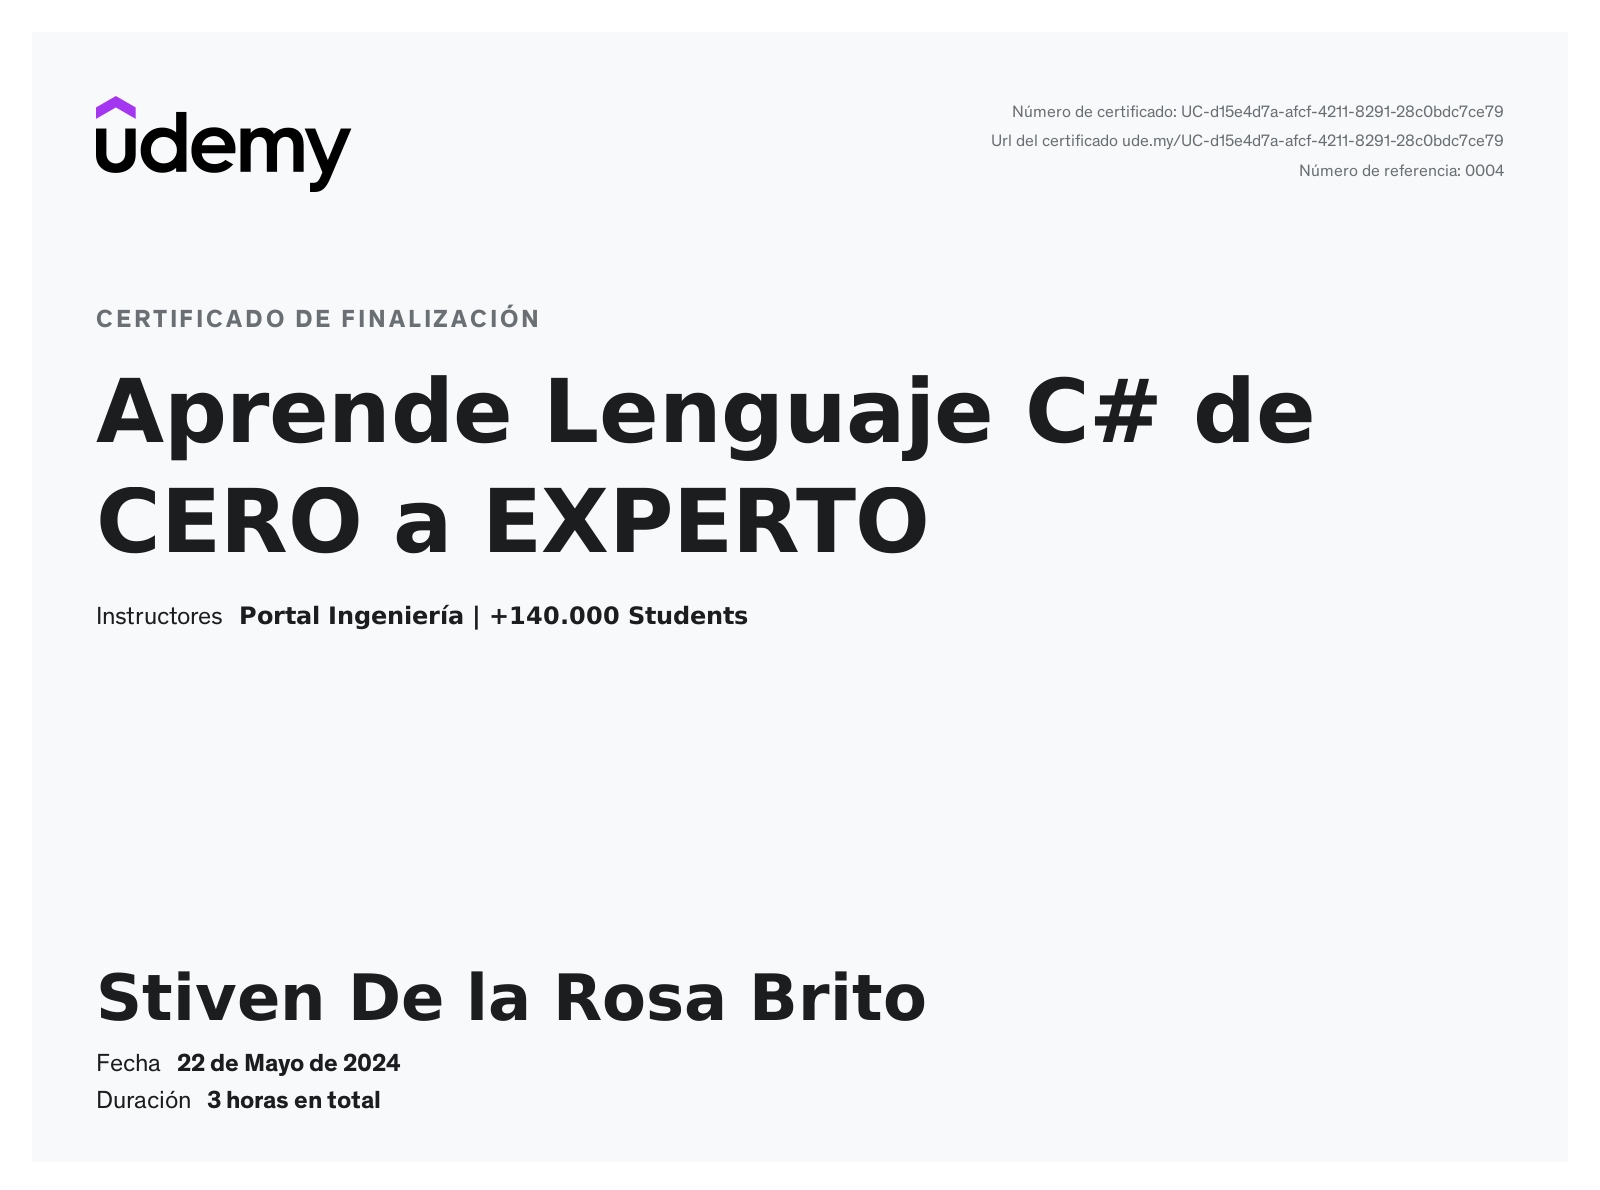 udemy
Número de certificado: UC-d15e4d7a-afcf-4211-8291-28c0bdc7ce79
Url del certificado ude.my/UC-d15e4d7a-afcf-4211-8291-28c0bdc7ce79
Número de referencia: 0004
CERTIFICADO DE FINALIZACIÓN
Aprende Lenguaje C# de
CERO a EXPERTO
Instructores Portal Ingeniería | +140.000 Students
Stiven De la Rosa Brito
Fecha 22 de Mayo de 2024
Duración 3 horas en total